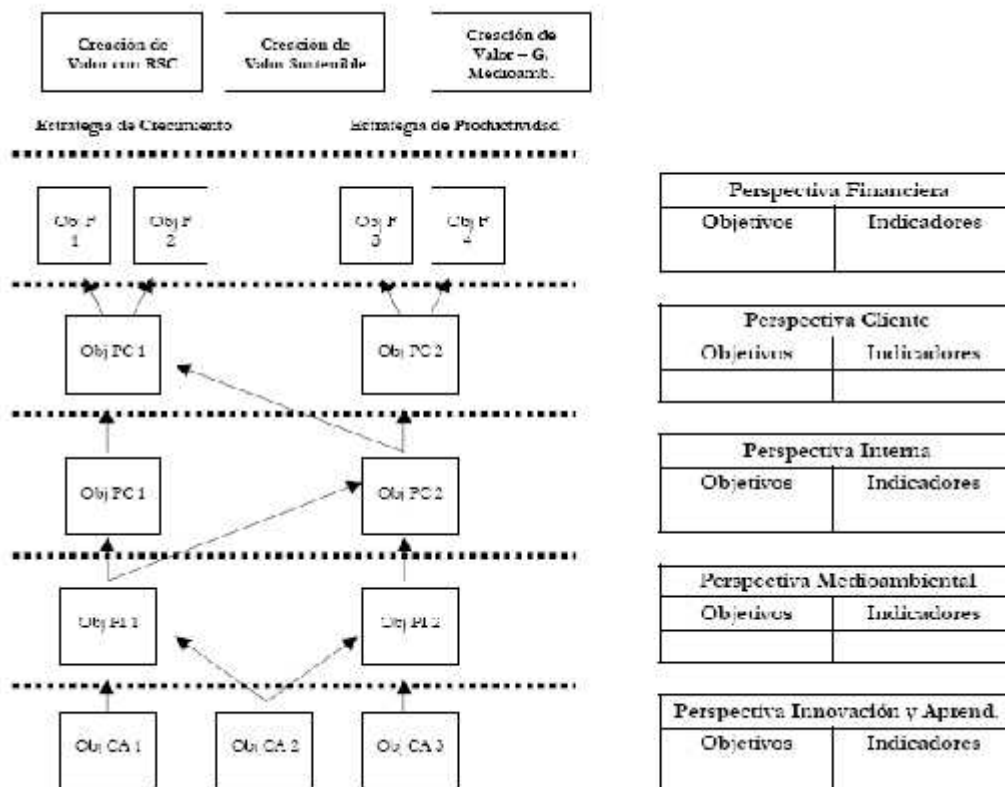 Creación de
Valor con RSC
Creación de
Valor Sostenible
Creación de
Valor – G.
Medioamb.
Estrategia de Crecimiento
Estrategia de Productividad
Obj F
1
Obj F
2
Obj F
3
Obj F
4
Perspectiva Financiera
Objetivos Indicadores
Obj PC 1
Obj PC 2
Perspectiva Cliente
Objetivos Indicadores
Obj PC 1
Obj PC 2
Perspectiva Interna
Objetivos Indicadores
Obj PI 1
Obj PI 2
Perspectiva Medioambiental
Objetivos Indicadores
Obj CA 1
Obj CA 2
Obj CA 3
Perspectiva Innovación y Aprend.
Objetivos Indicadores